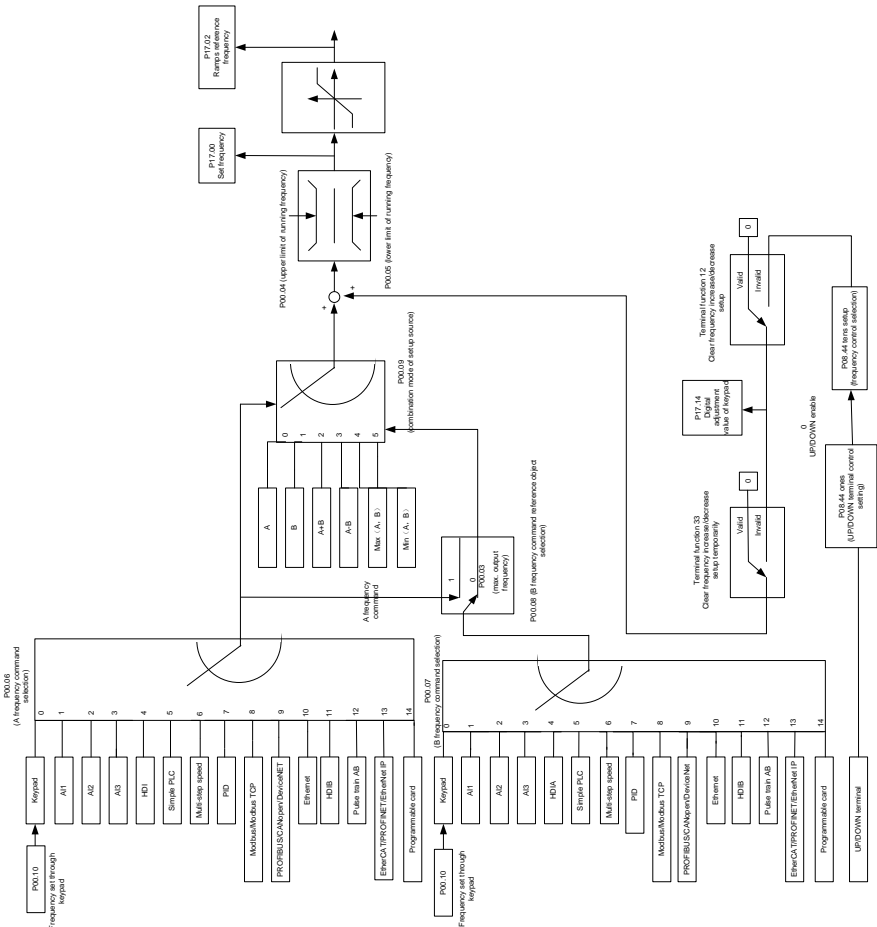 P17.02
Ramps reference
frequency
P17.00
Set frequency
P00.04 (upper limit of running frequency)
P00.05 (lower limit of running frequency)
+
+
P00.09
(combination mode of setup source)
0
1
2
3
4
5
A
B
A+B
A-B
Max（A，B）
Min（A，B）
Terminal function 12
Clear frequency increase/decrease
setup
Valid
Invalid
0
P17.14
Digital
adjustment
value of keypad
Terminal function 33
Clear frequency increase/decrease
setup temporarily
Valid
Invalid
0
P08.44 tens setup
(frequency control selection)
0
UP/DOWN enable
P08.44 ones
(UP/DOWN terminal control
setting)
UP/DOWN terminal
A frequency
command
1
0
P00.03
(max. output
frequency)
P00.08 (B frequency command reference object
selection)
P00.06
(A frequency command
selection)
0
1
2
3
4
5
6
7
8
9
10
11
12
13
14
Keypad
AI1
AI2
AI3
HDI
Simple PLC
Multi-step speed
PID
Modbus/Modbus TCP
PROFIBUS/CANopen/DeviceNET
Ethernet
HDIB
Pulse train AB
EtherCAT/PROFINET/EtherNet IP
Programmable card
P00.10
Frequency set through
keypad
P00.07
(B frequency command selection)
0
1
2
3
4
5
6
7
8
9
10
11
12
13
14
Keypad
AI1
AI2
AI3
HDIA
Simple PLC
Multi-step speed
PID
Modbus/Modbus TCP
PROFIBUS/CANopen/DeviceNet
Ethernet
HDIB
Pulse train AB
EtherCAT/PROFINET/EtherNet IP
Programmable card
P00.10
Frequency set through
keypad